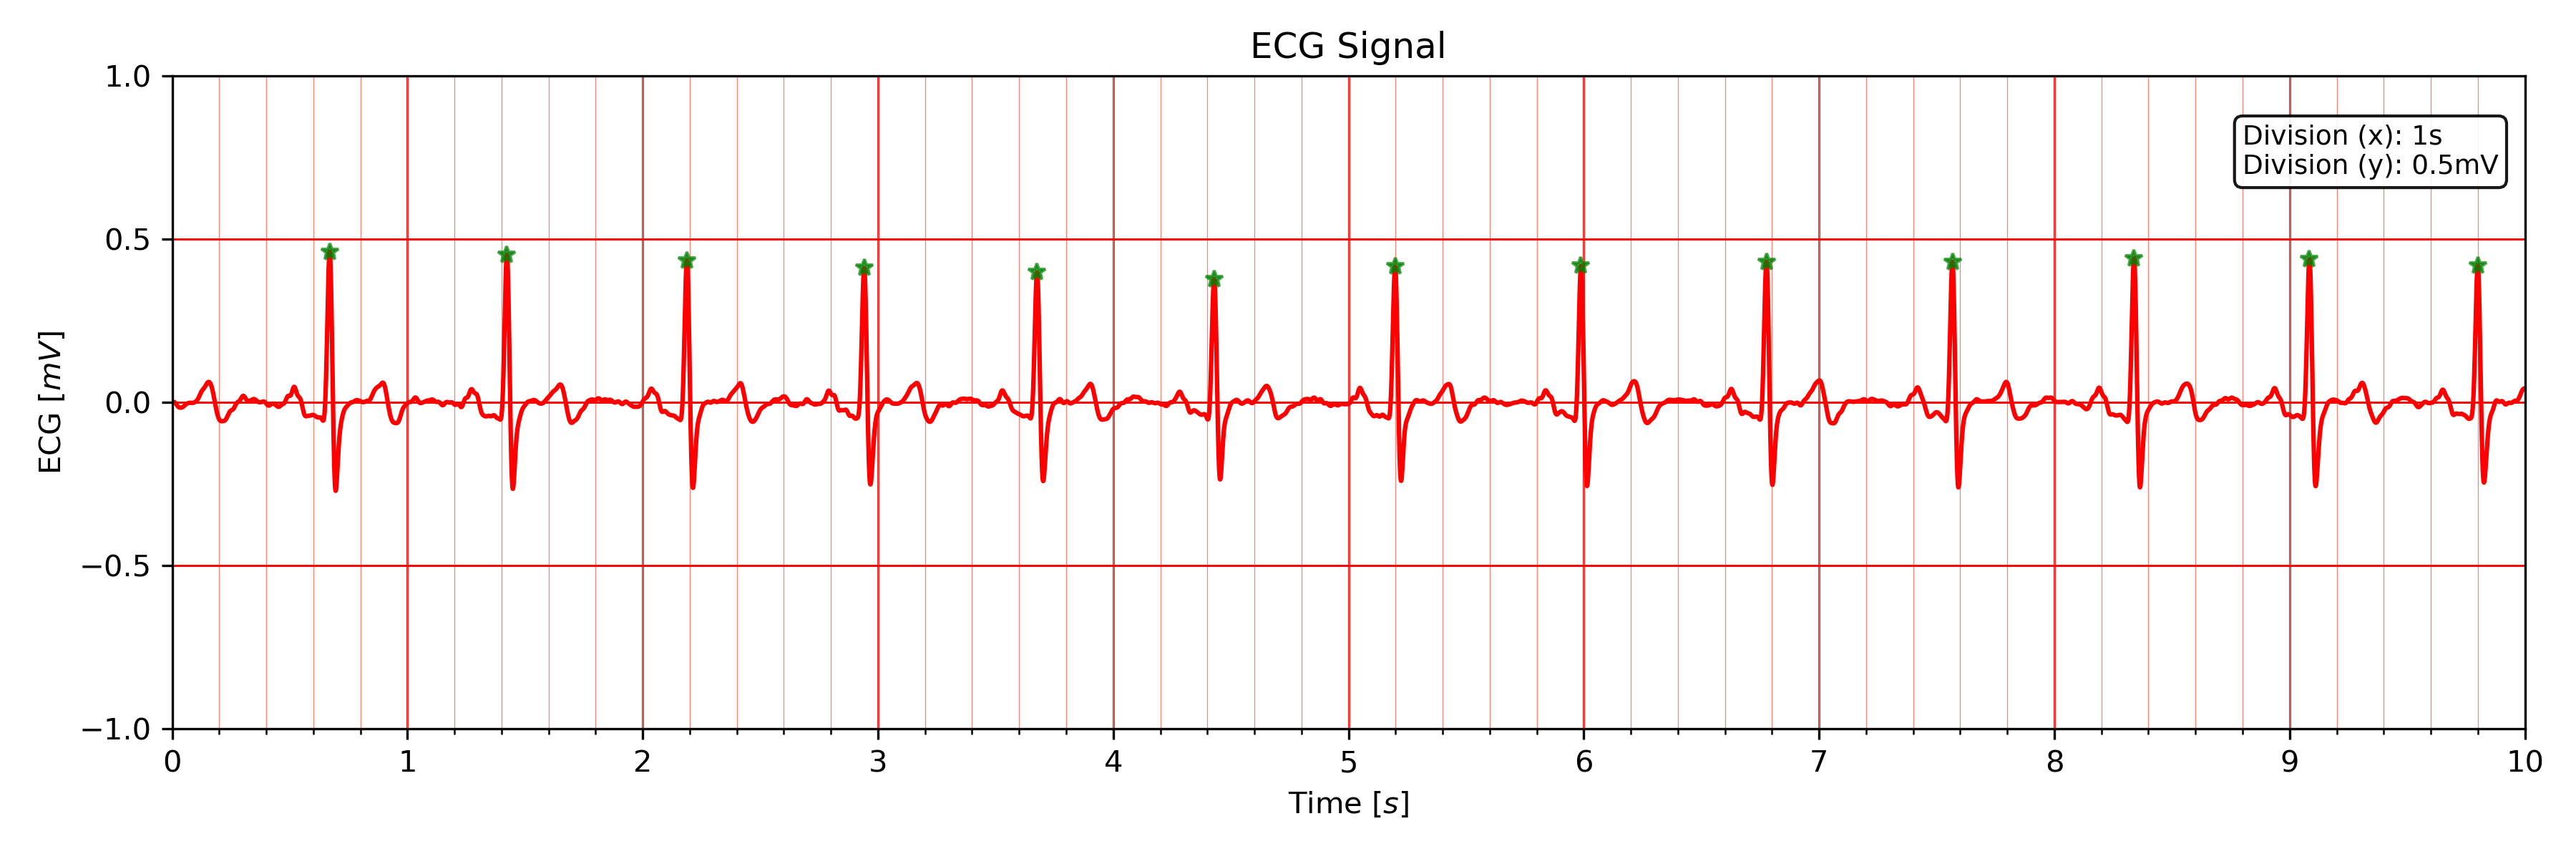 ECG Signal
1.0
0.5
0.0
−0.5
−1.0
ECG [mV]
Division (x): 1s
Division (y): 0.5mV
0 1 2 3 4 5 6 7 8 9 10
Time [s]